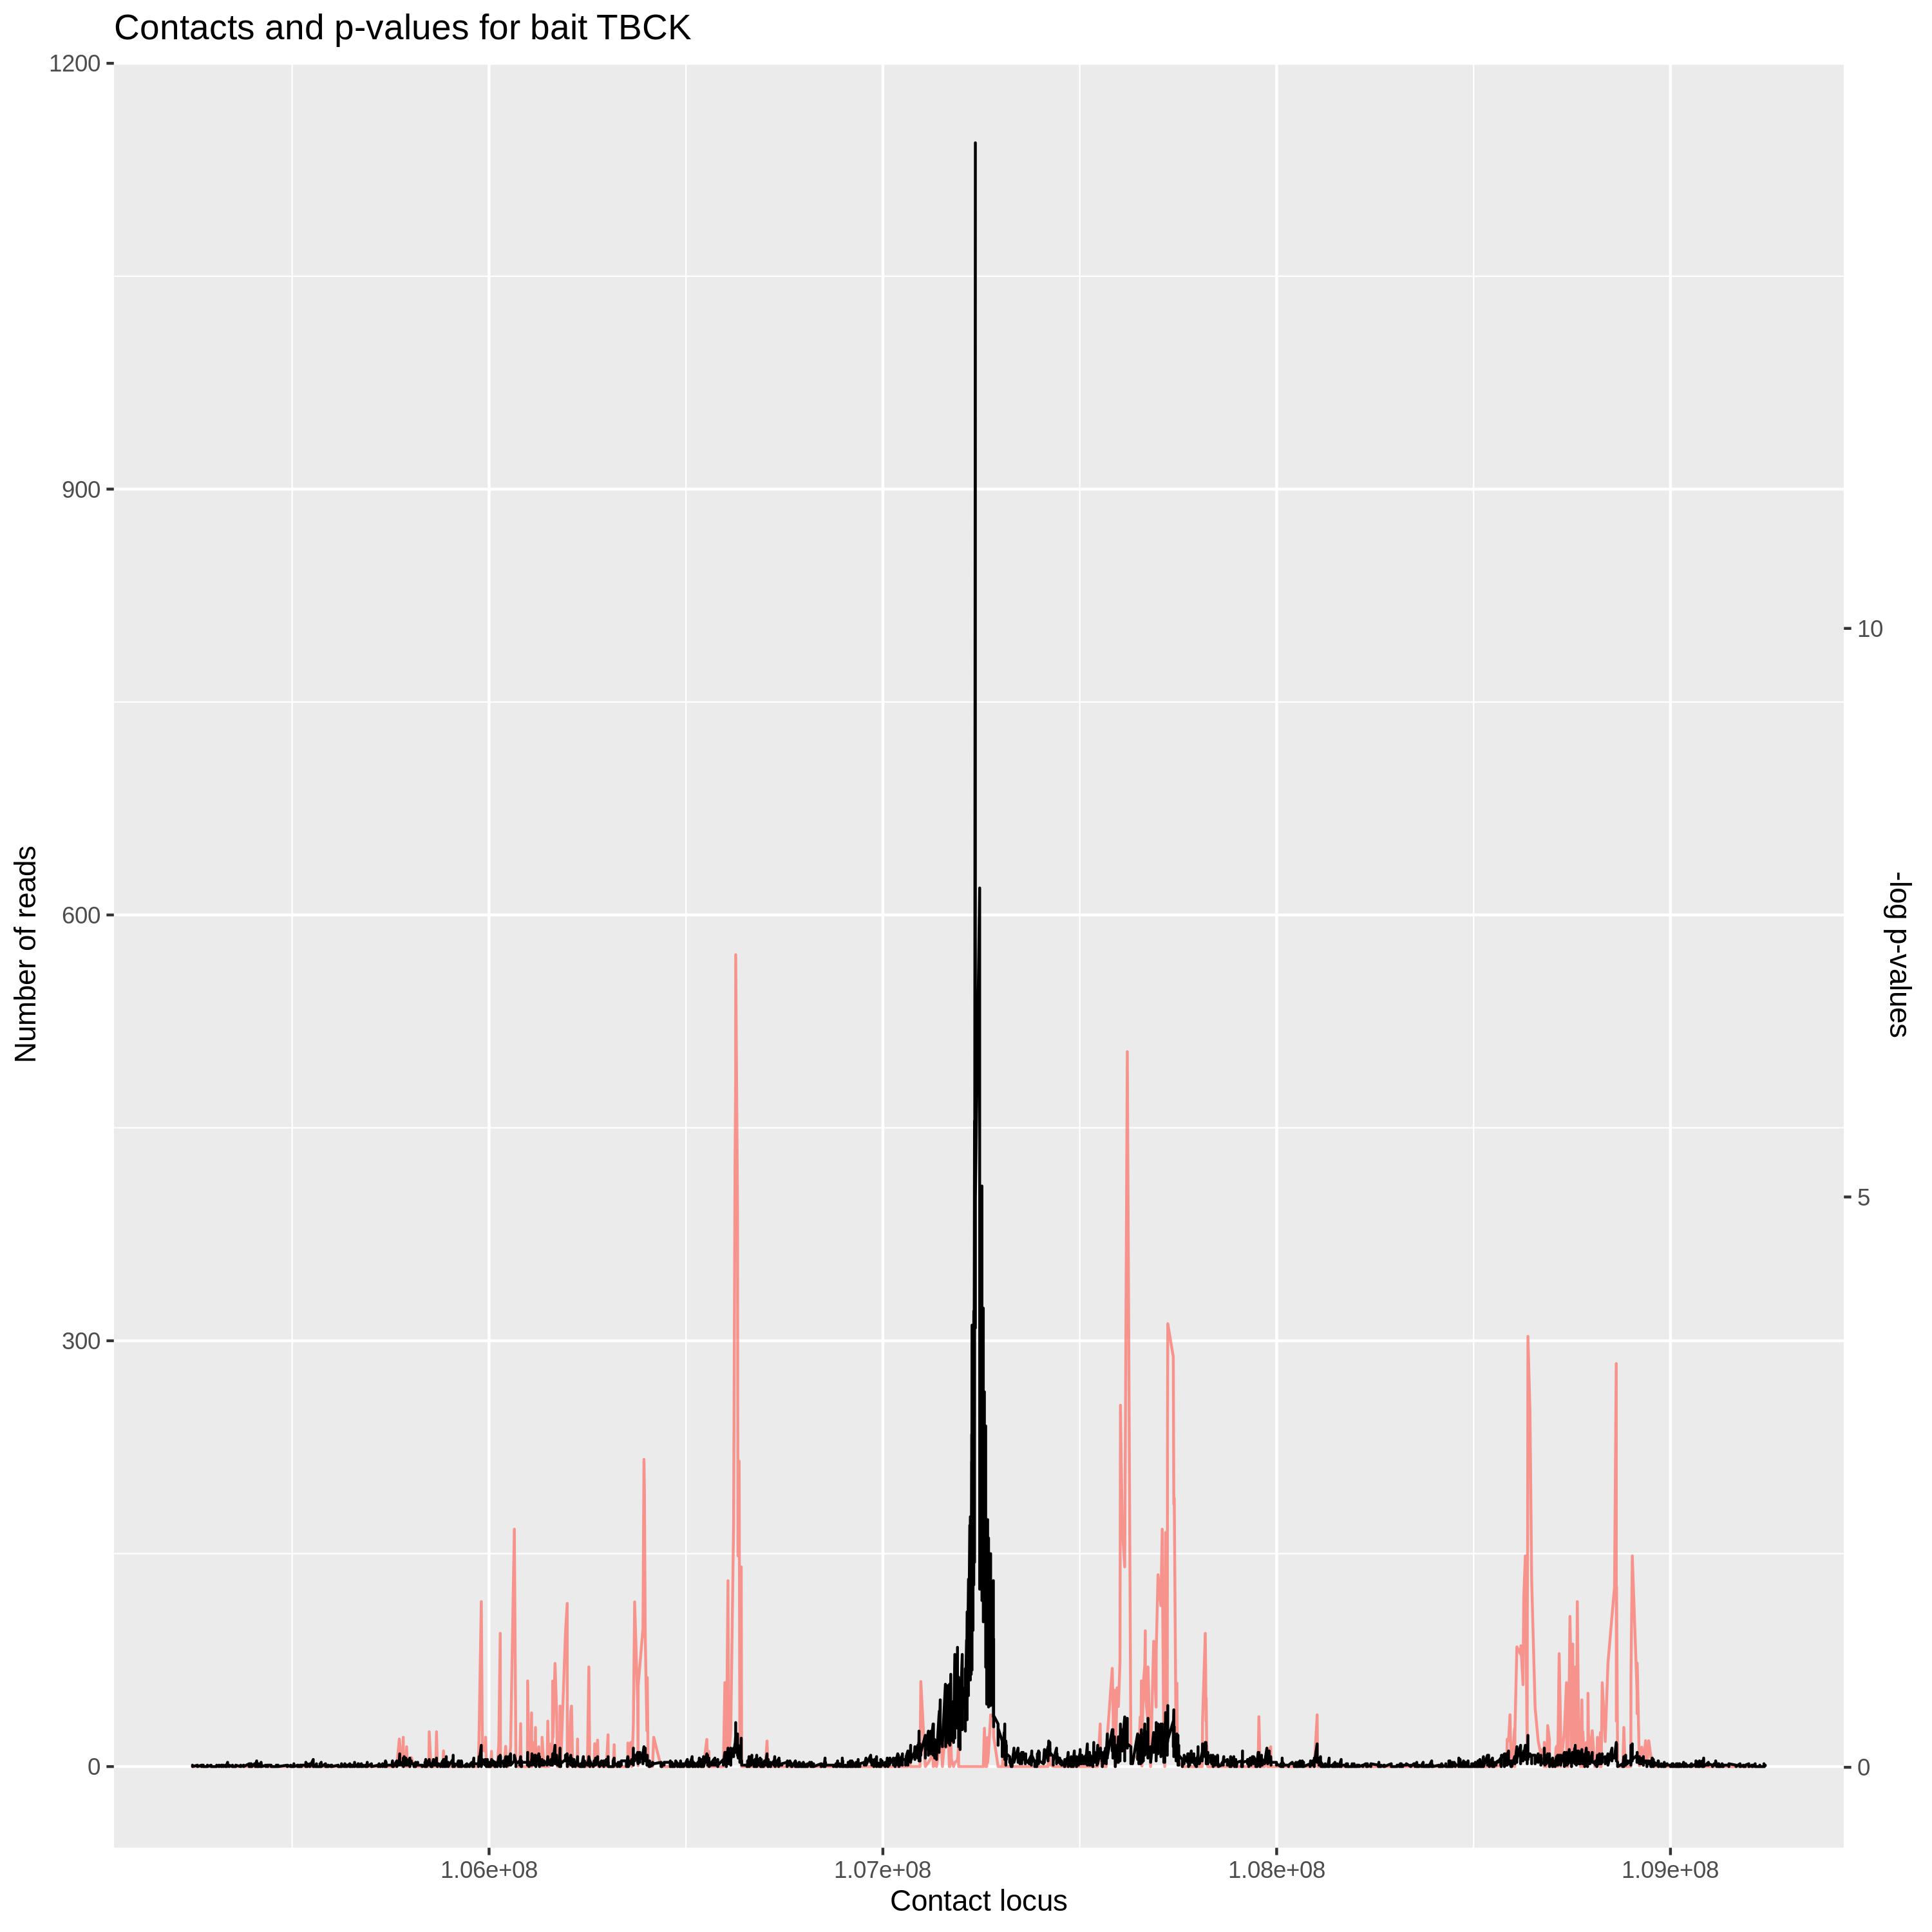 Contacts and p-values for bait TBCK
1200
900
600
300
0
Number of reads
10
5
0
-log p-values
1.06e+08
1.07e+08
1.08e+08
1.09e+08
Contact locus